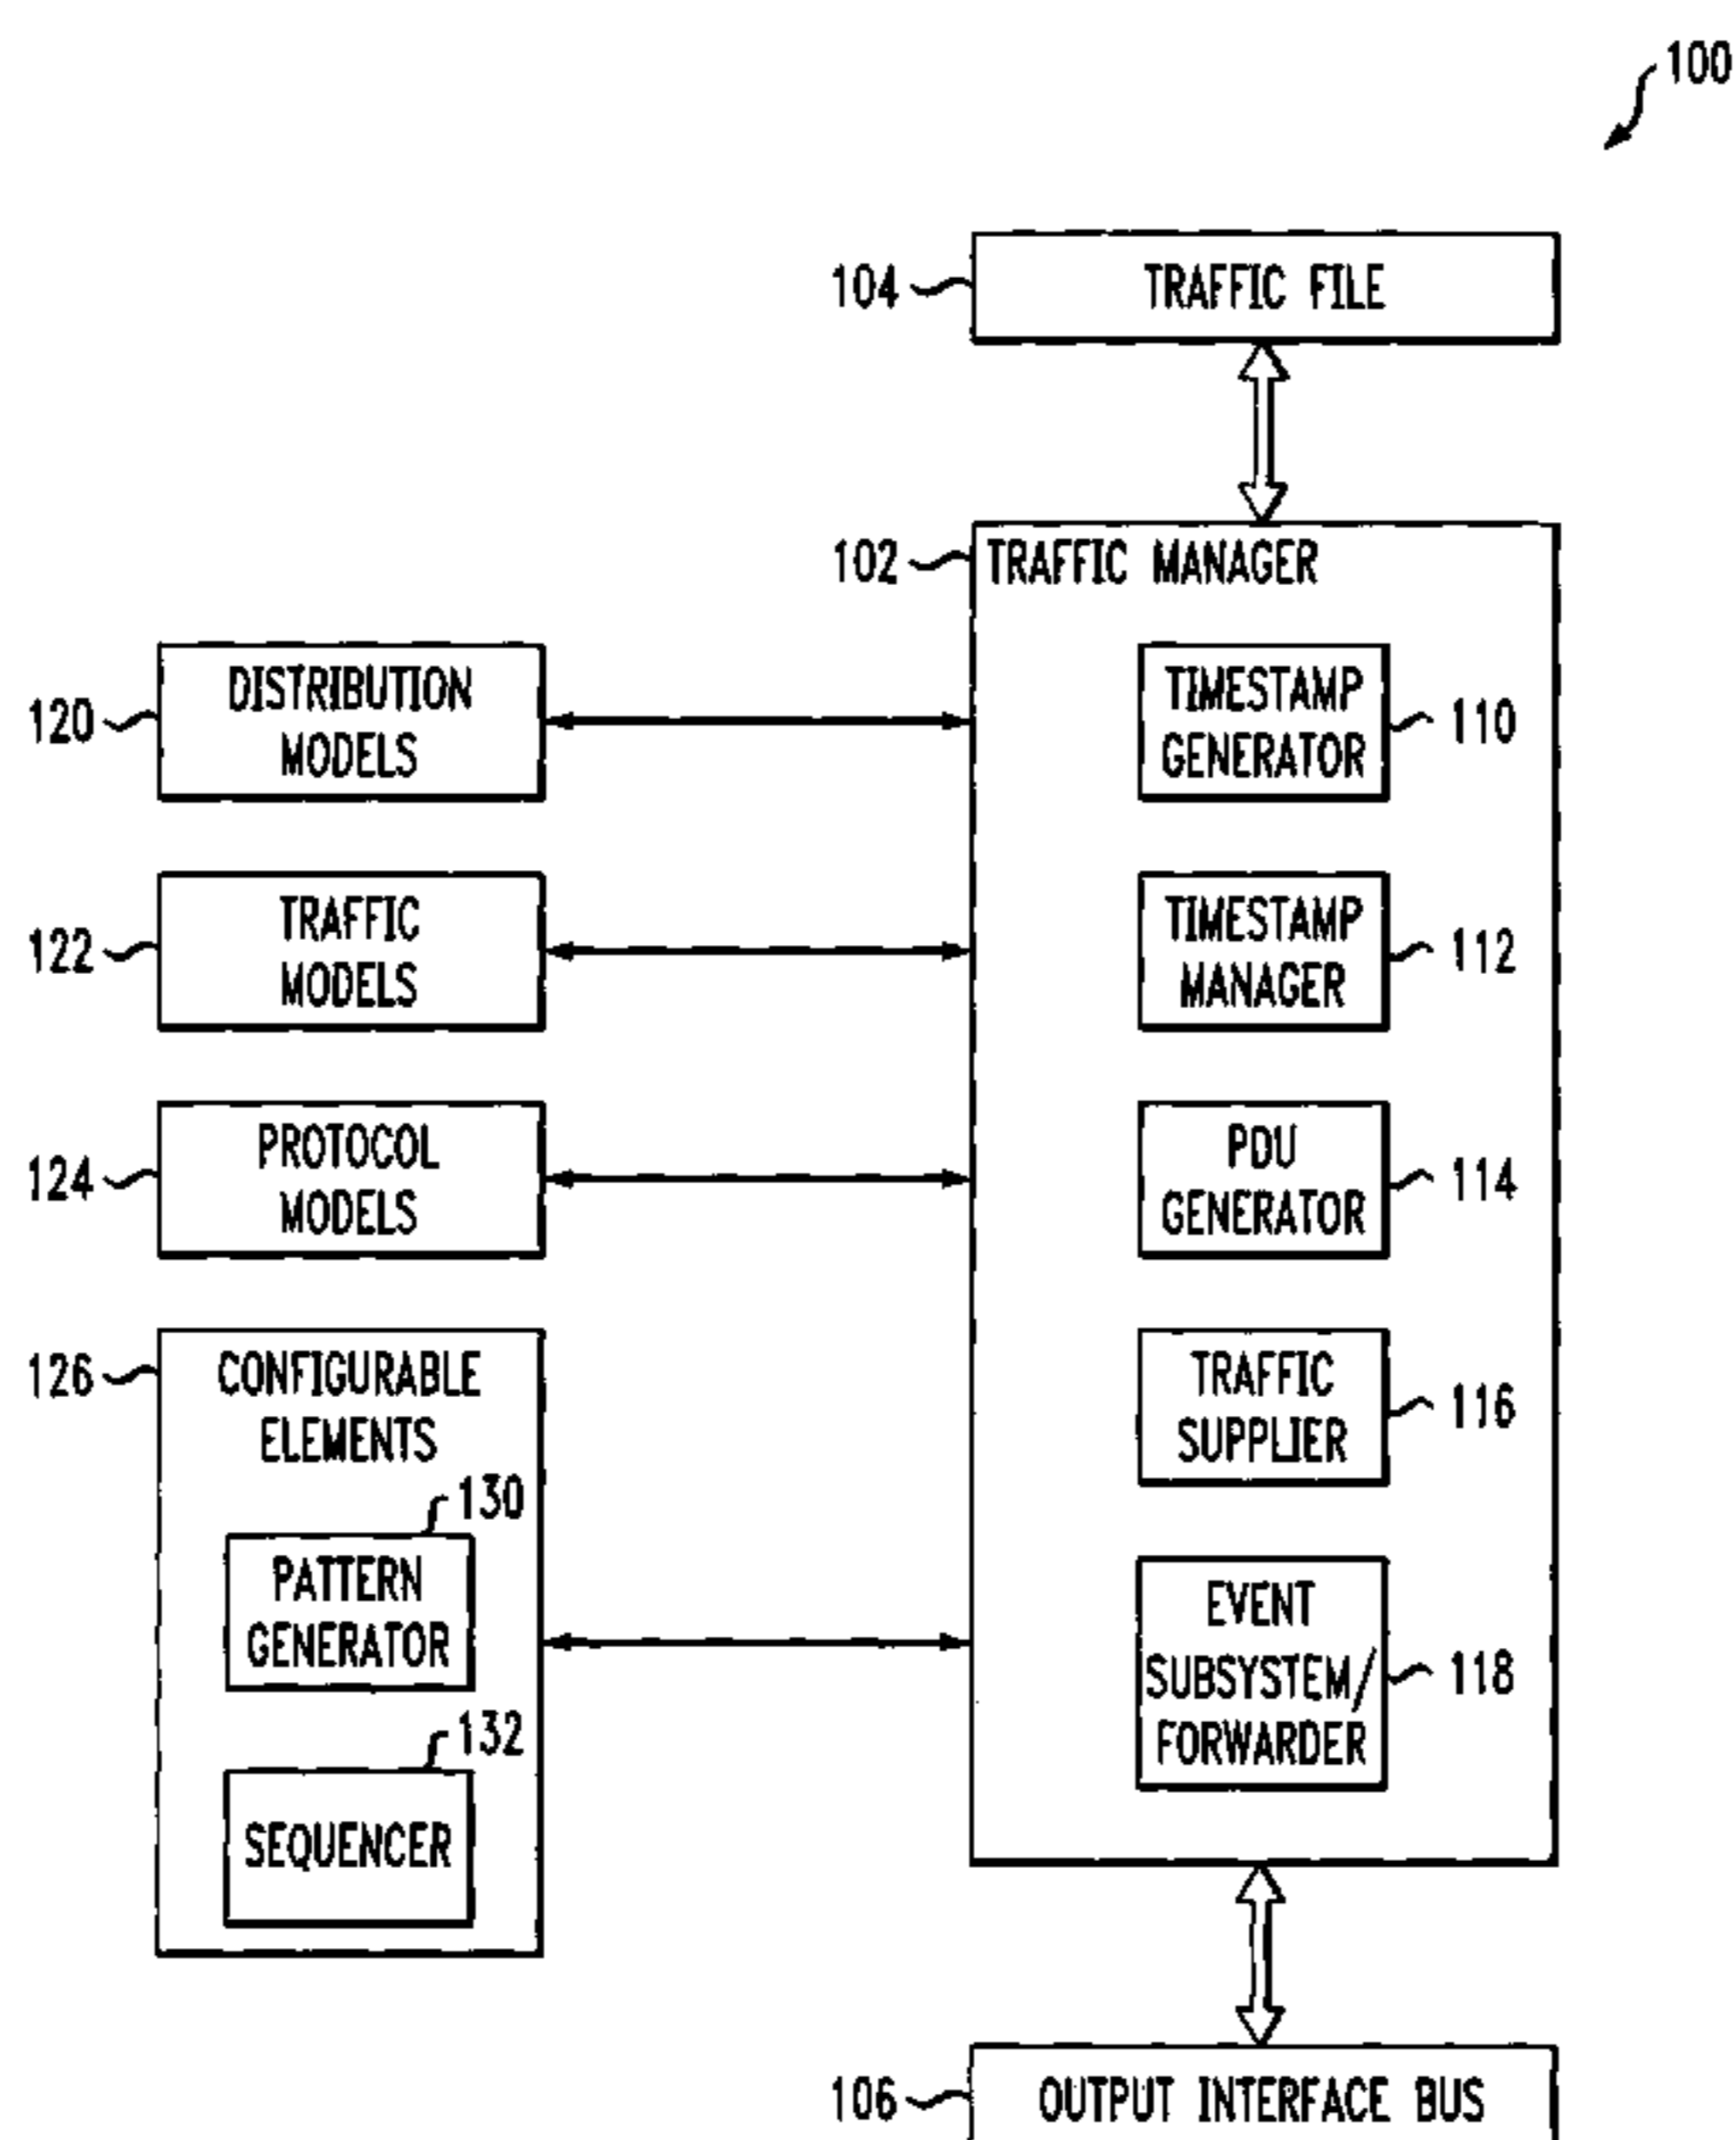 100
104
TRAFFIC FILE
102
TRAFFIC MANAGER
120
DISTRIBUTION
MODELS
TIMESTAMP
GENERATOR
110
122
TRAFFIC
MODELS
TIMESTAMP
MANAGER
112
124
PROTOCOL
MODELS
PDU
GENERATOR
114
126
CONFIGURABLE
ELEMENTS
130
PATTERN
GENERATOR
132
SEQUENCER
TRAFFIC
SUPPLIER
116
EVENT
SUBSYSTEM/
FORWARDER
118
106
OUTPUT INTERFACE BUS